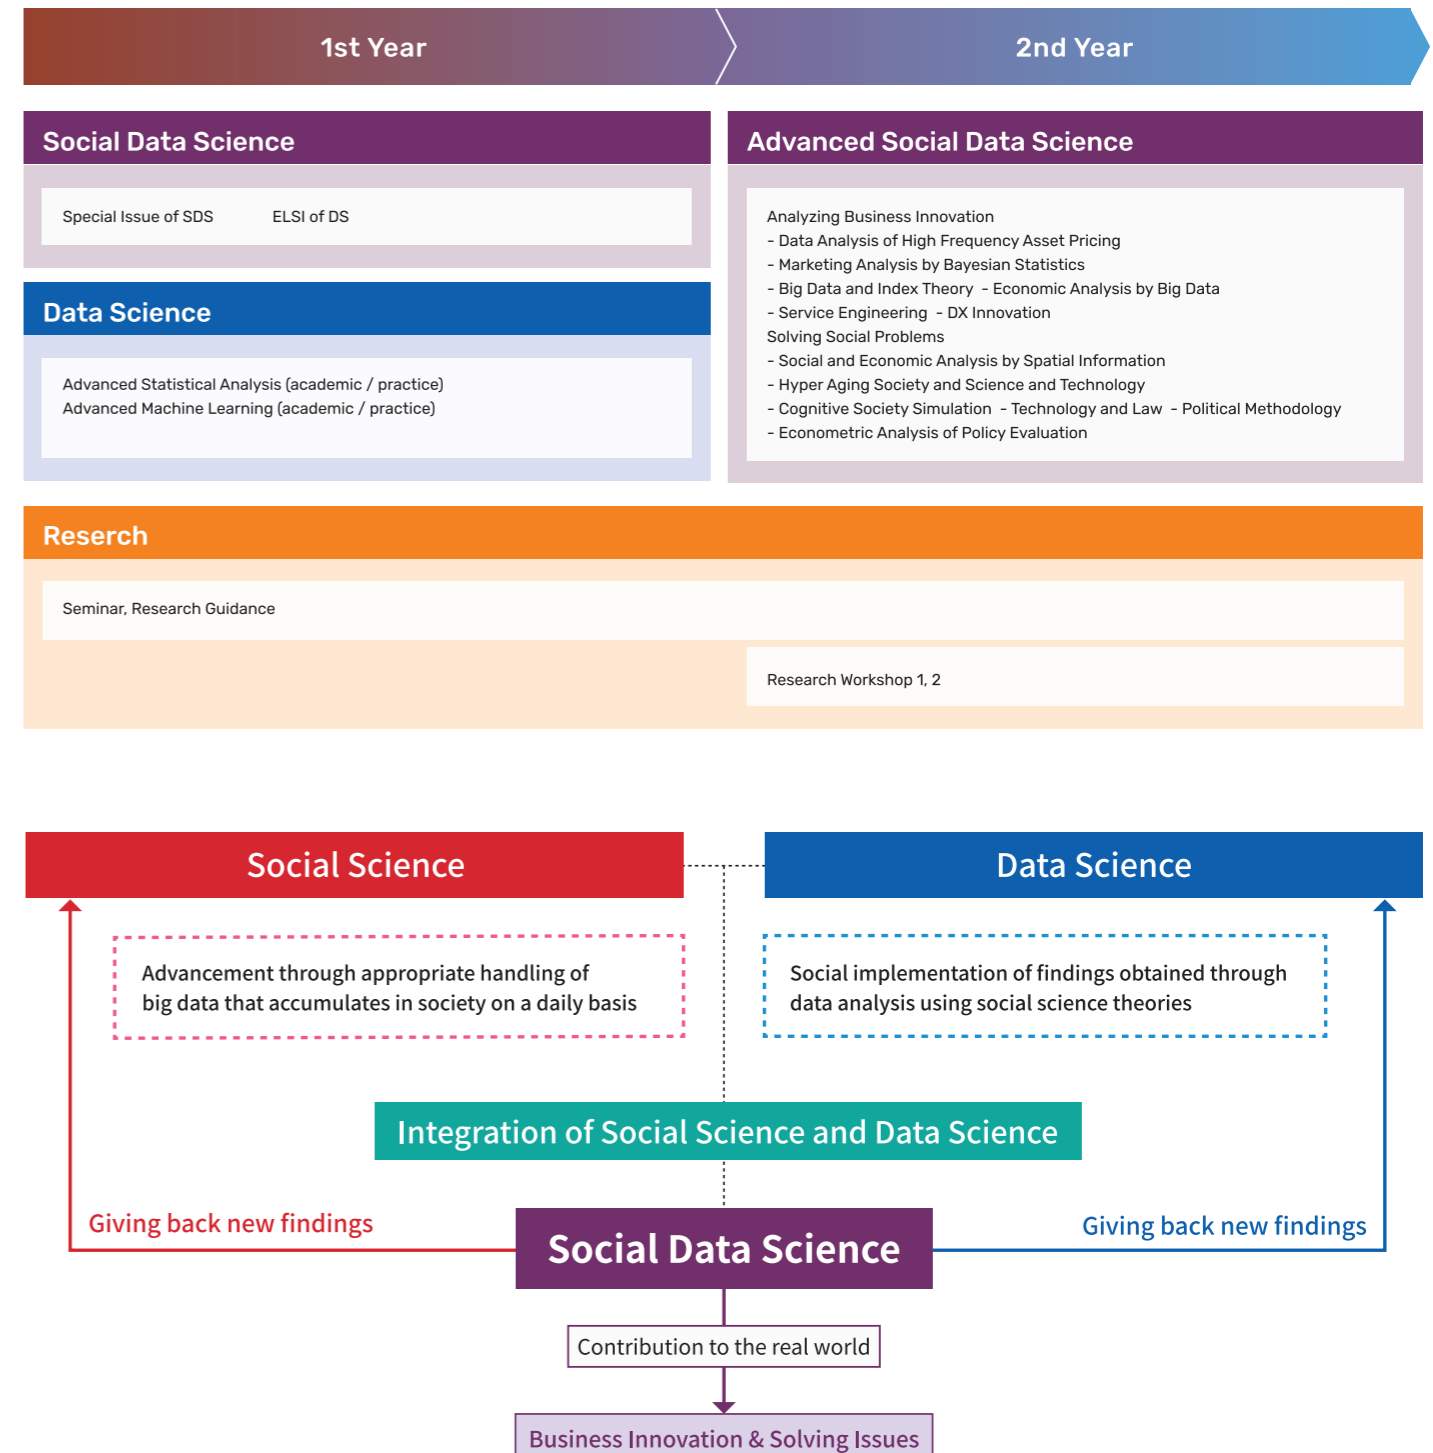 1st Year
2nd Year
Social Data Science
Special Issue of SDS ELSI of DS
Data Science
Advanced Statistical Analysis (academic / practice)
Advanced Machine Learning (academic / practice)
Advanced Social Data Science
Analyzing Business Innovation
- Data Analysis of High Frequency Asset Pricing
- Marketing Analysis by Bayesian Statistics
- Big Data and Index Theory - Economic Analysis by Big Data
- Service Engineering - DX Innovation
Solving Social Problems
- Social and Economic Analysis by Spatial Information
- Hyper Aging Society and Science and Technology
- Cognitive Society Simulation - Technology and Law - Political Methodology
- Econometric Analysis of Policy Evaluation
Reserch
Seminar, Research Guidance
Research Workshop 1, 2
Social Science
Data Science
Advancement through appropriate handling of
big data that accumulates in society on a daily basis
Social implementation of findings obtained through
data analysis using social science theories
Integration of Social Science and Data Science
Giving back new findings
Giving back new findings
Social Data Science
Contribution to the real world
Business Innovation & Solving Issues